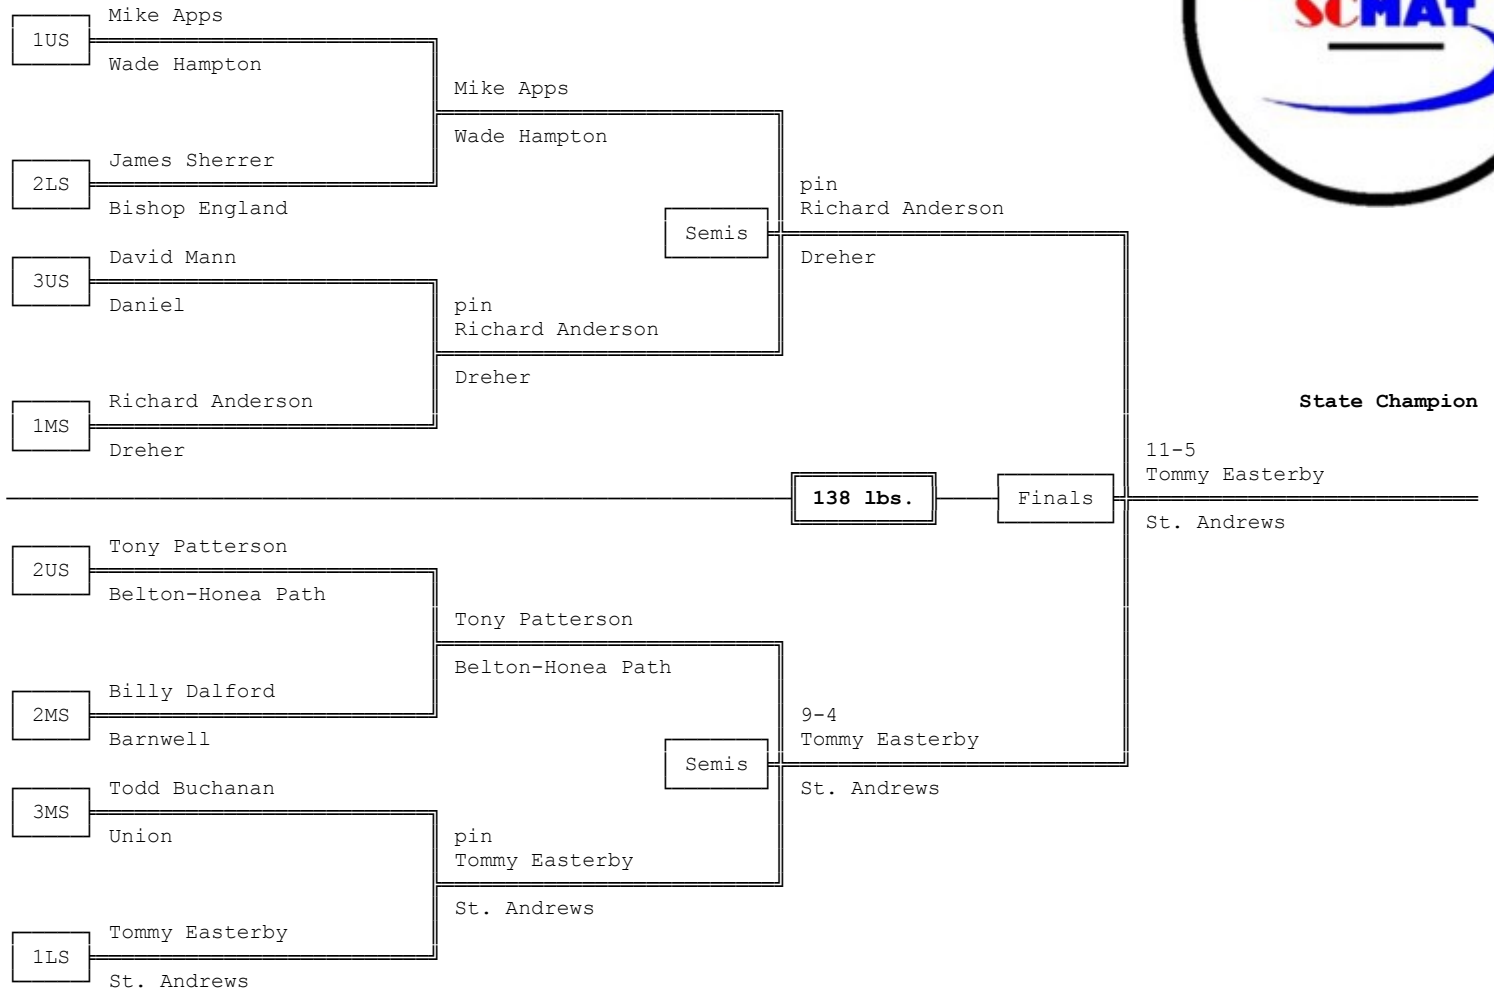 SCMAT
Mike Apps
1US
Wade Hampton
Mike Apps
Wade Hampton
James Sherrer
2LS
Bishop England
pin
Richard Anderson
Semis
Dreher
David Mann
3US
Daniel
pin
Richard Anderson
Dreher
Richard Anderson
1MS
Dreher
State Champion
11-5
Tommy Easterby
138 lbs.
Finals
St. Andrews
Tony Patterson
2US
Belton-Honea Path
Tony Patterson
Belton-Honea Path
Billy Dalford
2MS
Barnwell
9-4
Tommy Easterby
Semis
St. Andrews
Todd Buchanan
3MS
Union
pin
Tommy Easterby
St. Andrews
Tommy Easterby
1LS
St. Andrews